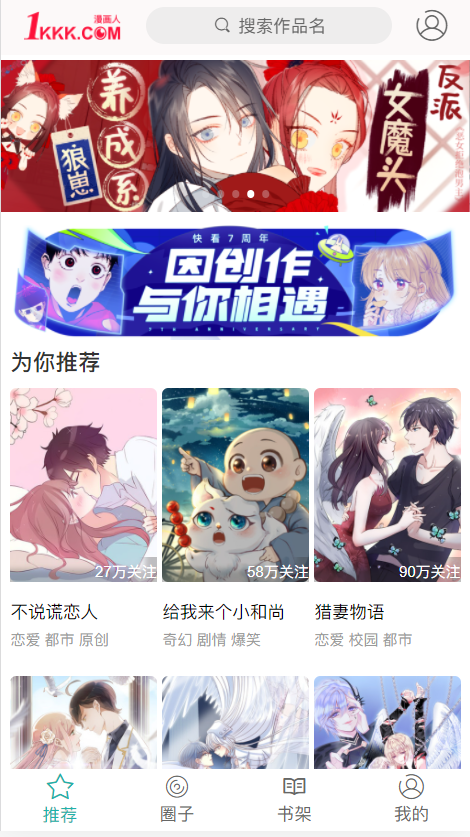 漫画人
1KKK.COM
搜索作品名
养成系
狼崽
反派
女魔头
快看7周年
因创作
与你相遇
7TH ANNIVERSARY
为你推荐
27万关注
58万关注
90万关注
不说谎恋人
给我来个小和尚
猎妻物语
恋爱 都市 原创
奇幻 剧情 爆笑
恋爱 校园 都市
推荐
圈子
书架
我的